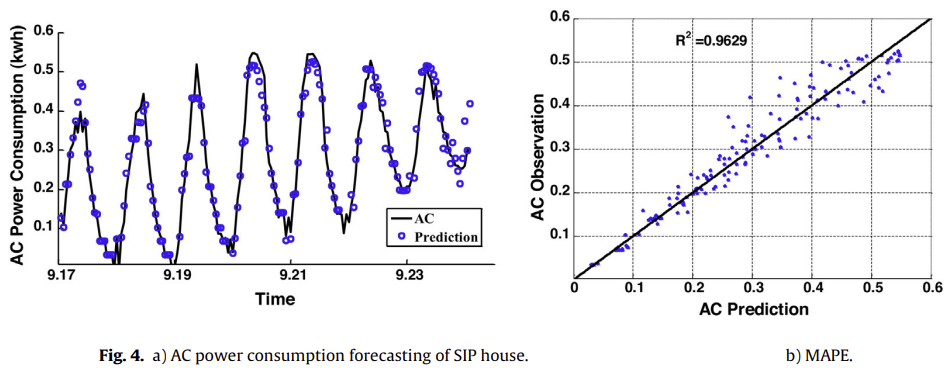 AC Power Consumption (kwh)
0.6
0.5
0.4
0.3
0.2
0.1
9.17
9.19
9.21
9.23
Time
AC
Prediction
AC Observation
0.6
0.5
0.4
0.3
0.2
0.1
R² =0.9629
0
0.1
0.2
0.3
0.4
0.5
0.6
AC Prediction
Fig. 4. a) AC power consumption forecasting of SIP house.
b) MAPE.